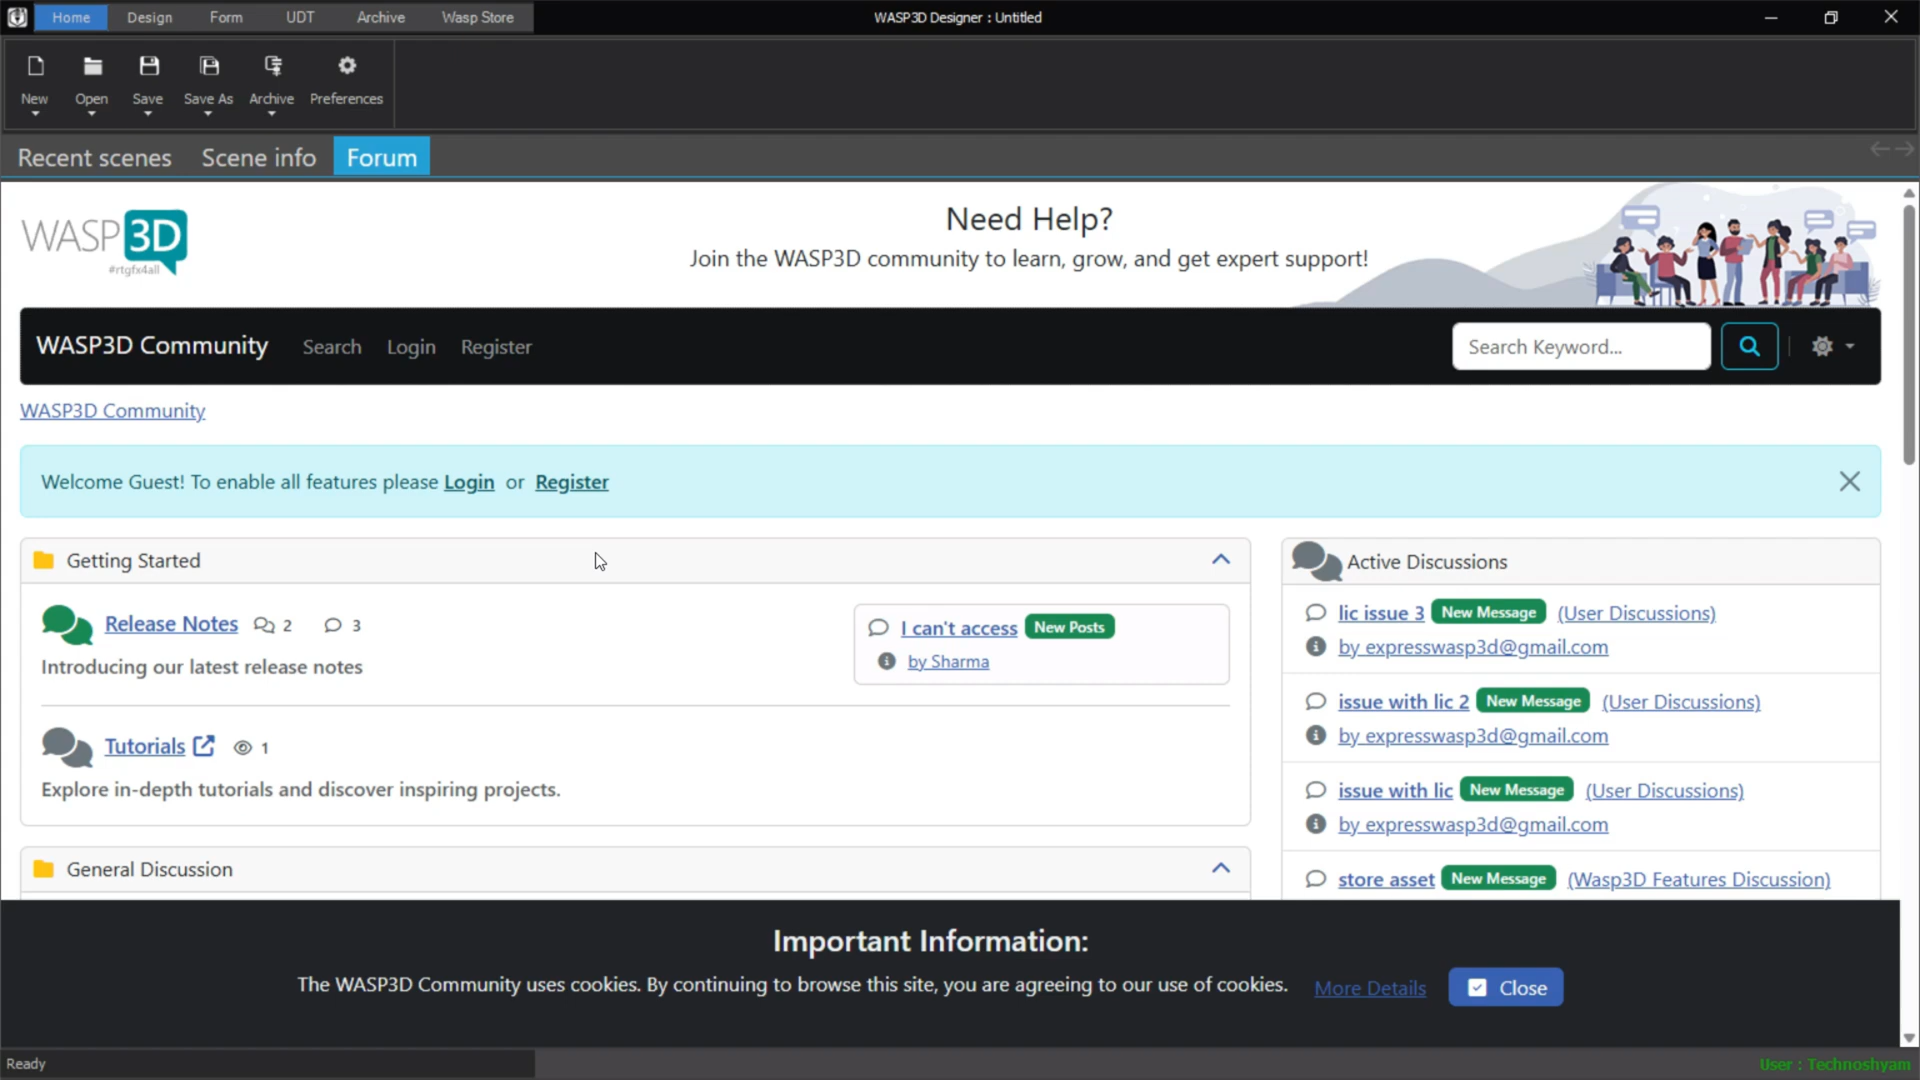 Home Design Form UDT Archive Wasp Store WASP3D Designer : Untitled
New Open Save Save As Archive Preferences
Recent scenes Scene info Forum
WASP3D
#rtgfx4all
Need Help?
Join the WASP3D community to learn, grow, and get expert support!
WASP3D Community Search Login Register Search Keyword...
WASP3D Community
Welcome Guest! To enable all features please Login or Register
Getting Started
Release Notes 2 3
Introducing our latest release notes
I can't access New Posts
by Sharma
Tutorials 1
Explore in-depth tutorials and discover inspiring projects.
General Discussion
Active Discussions
lic issue 3 New Message (User Discussions)
by expresswasp3d@gmail.com
issue with lic 2 New Message (User Discussions)
by expresswasp3d@gmail.com
issue with lic New Message (User Discussions)
by expresswasp3d@gmail.com
store asset New Message (Wasp3D Features Discussion)
Important Information:
The WASP3D Community uses cookies. By continuing to browse this site, you are agreeing to our use of cookies. More Details Close
Ready User : Technoshyam